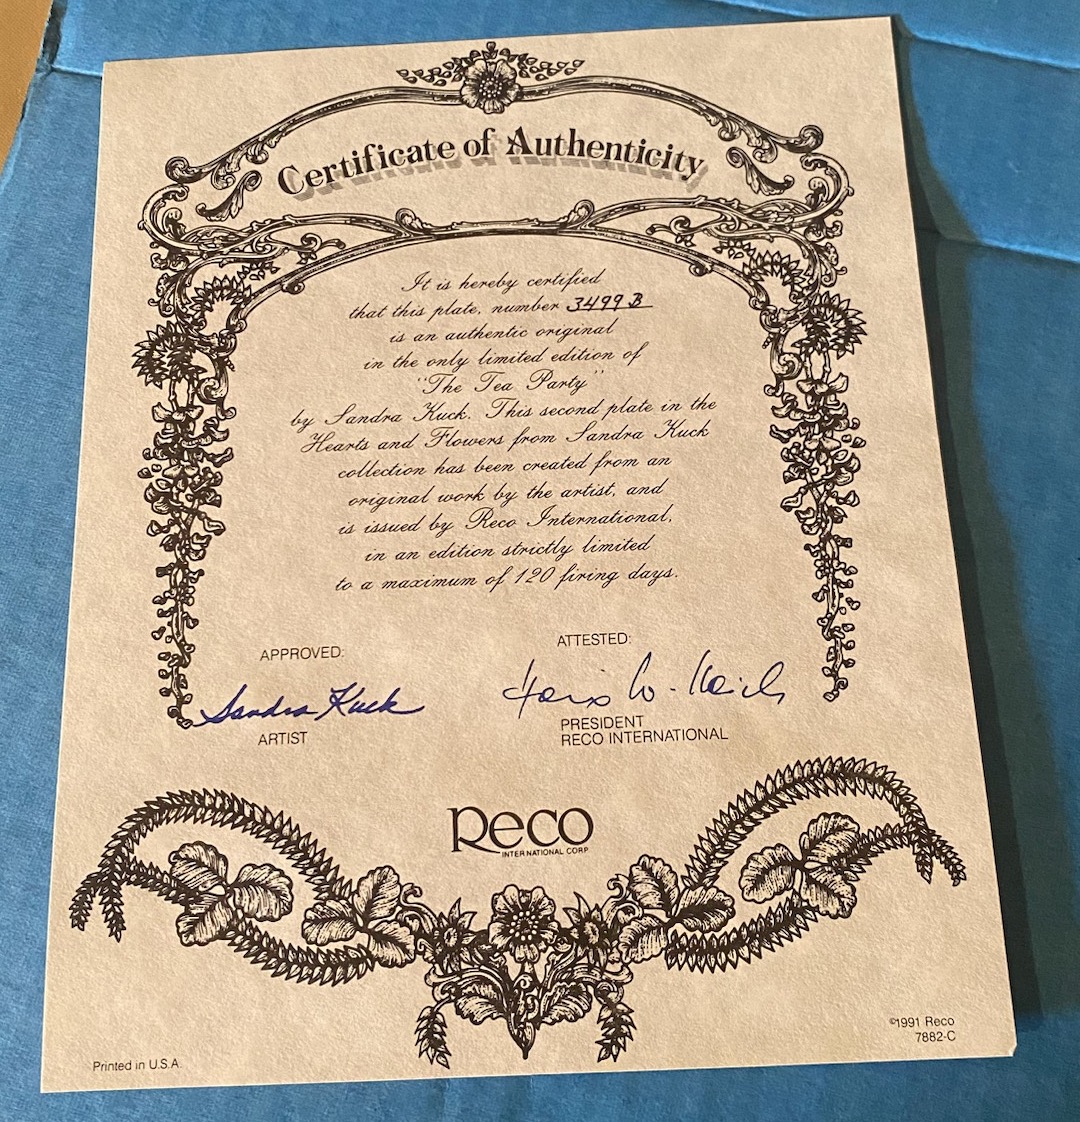 Certificate of Authenticity
It is hereby certified
that this plate, number 3499 B
is an authentic original
in the only limited edition of
"The Tea Party"
by Sandra Kuck. This second plate in the
Hearts and Flowers from Sandra Kuck
collection has been created from an
original work by the artist, and
is issued by Reco International,
in an edition strictly limited
to a maximum of 120 firing days.
APPROVED:
ATTESTED:
Sandra Kuck
ARTIST
PRESIDENT
RECO INTERNATIONAL
Reco
INTERNATIONAL CORP.
©1991 Reco
7882-C
Printed in U.S.A.